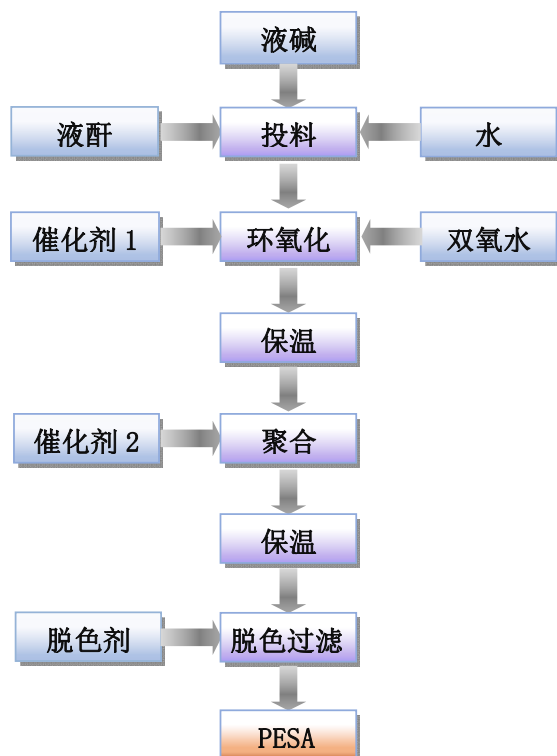 液碱
液酐
投料
水
催化剂 1
环氧化
双氧水
保温
催化剂 2
聚合
保温
脱色剂
脱色过滤
PESA